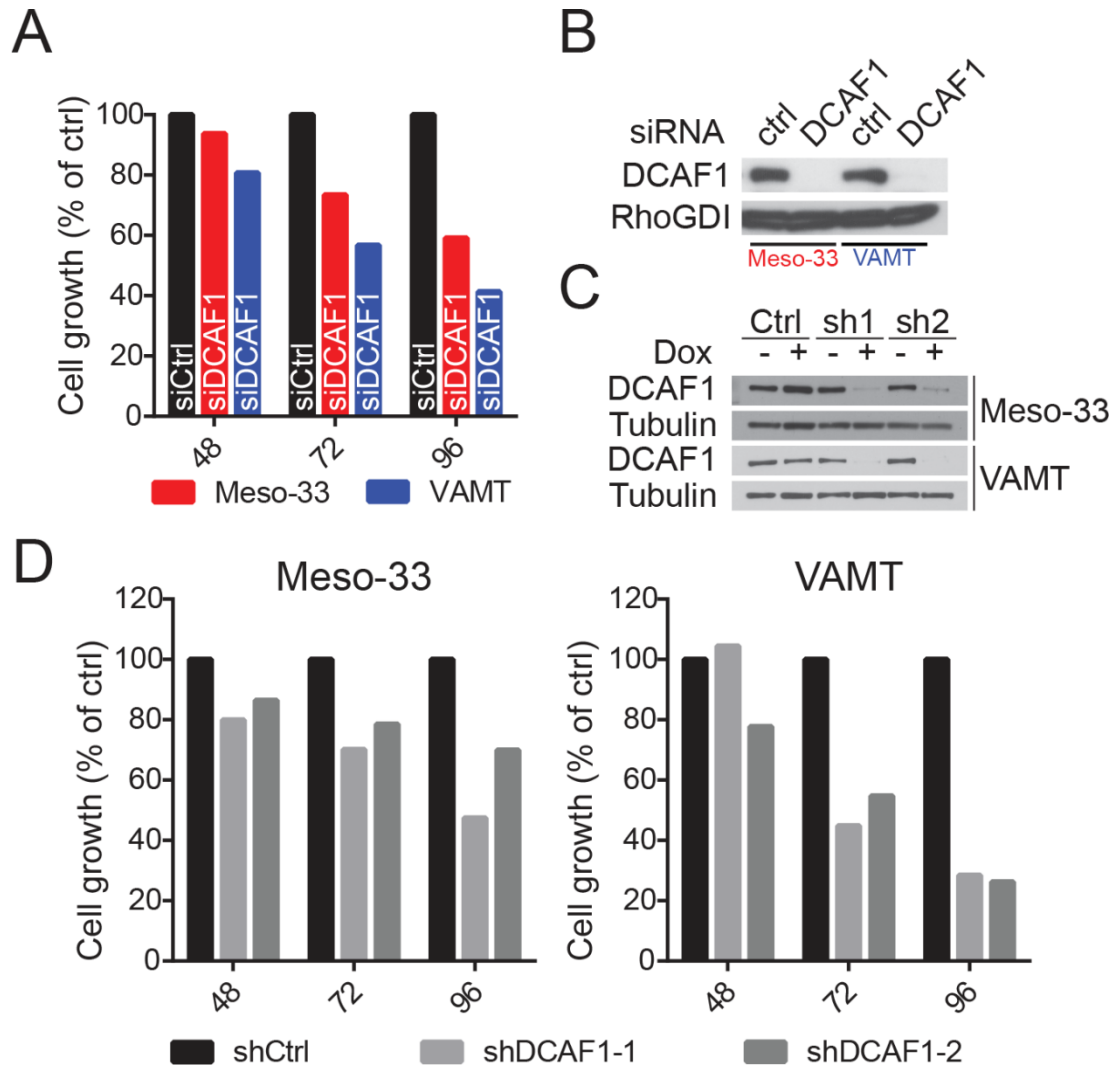 A
Cell growth (% of ctrl)
100
80
60
40
20
0
siCtrl siDCAF1 siDCAF1 siCtrl siDCAF1 siDCAF1 siCtrl siDCAF1 siDCAF1
48 72 96
Meso-33 VAMT
B
siRNA ctrl DCAF1 ctrl DCAF1
DCAF1
RhoGDI
Meso-33 VAMT
C
Ctrl sh1 sh2
Dox - + - + - +
DCAF1
Tubulin
Meso-33
DCAF1
Tubulin
VAMT
D
Meso-33
Cell growth (% of ctrl)
120
100
80
60
40
20
0
48 72 96
VAMT
Cell growth (% of ctrl)
120
100
80
60
40
20
0
48 72 96
shCtrl shDCAF1-1 shDCAF1-2